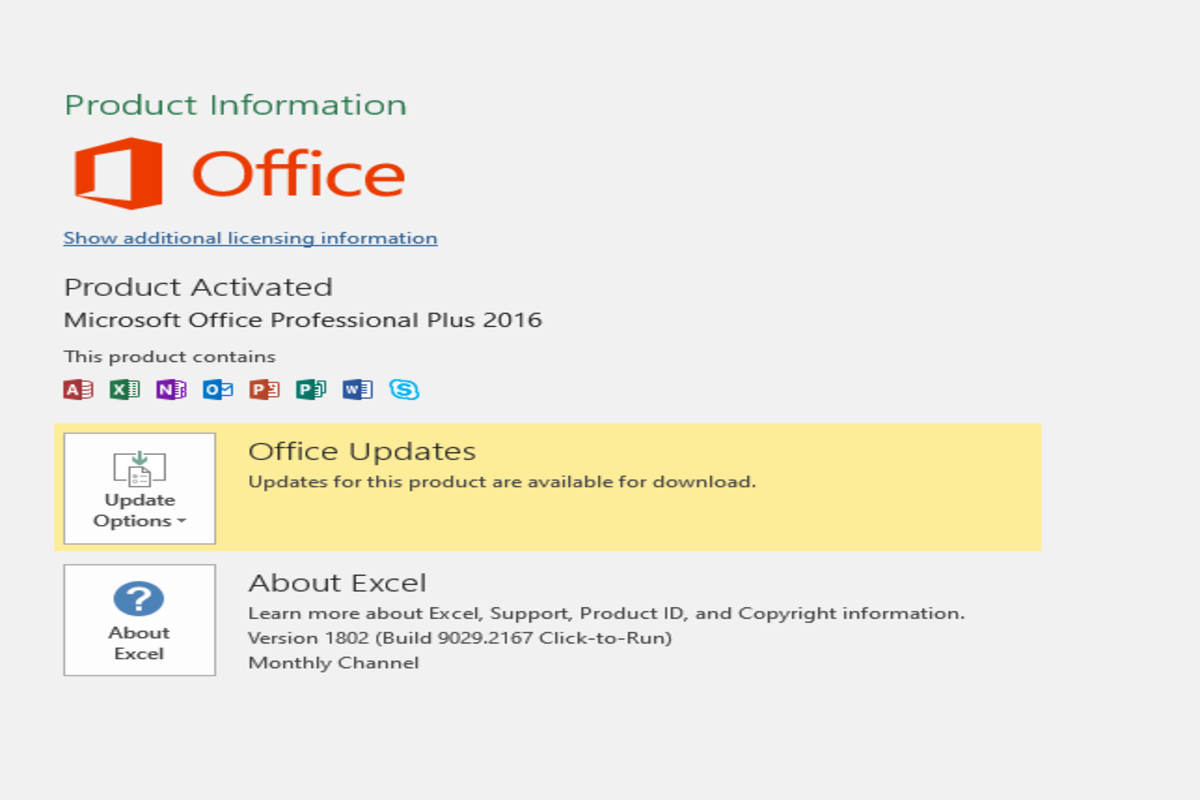 Product Information
Office
Show additional licensing information
Product Activated
Microsoft Office Professional Plus 2016
This product contains
A X N O P P W S
Update
Options
Office Updates
Updates for this product are available for download.
?
About
Excel
About Excel
Learn more about Excel, Support, Product ID, and Copyright information.
Version 1802 (Build 9029.2167 Click-to-Run)
Monthly Channel